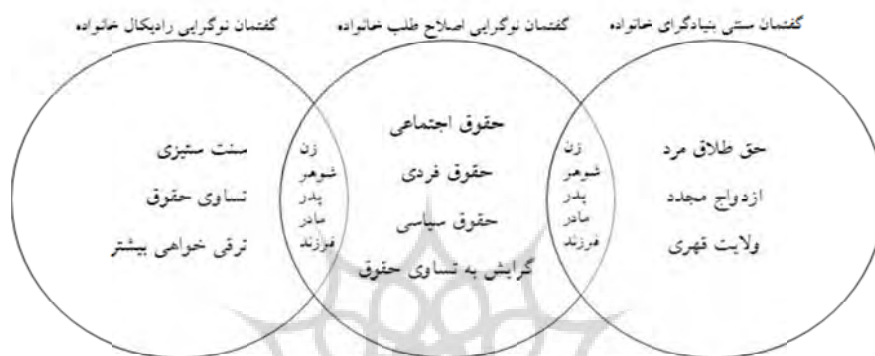 گفتمان سنتی بنیادگرای خانواده
گفتمان نوگرایی اصلاح طلب خانواده
گفتمان نوگرایی رادیکال خانواده
حق طلاق مرد
ازدواج مجدد
ولایت قهری
زن
شوهر
پدر
مادر
فرزند
حقوق اجتماعی
حقوق فردی
حقوق سیاسی
گرایش به تساوی حقوق
زن
شوهر
پدر
مادر
فرزند
سنت ستیزی
تساوی حقوق
ترقی خواهی بیشتر